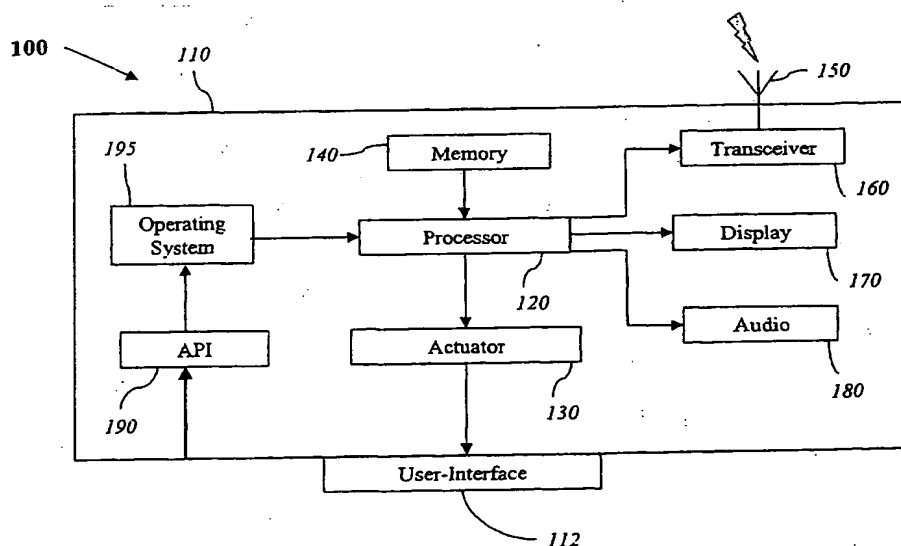 100
110
150
140
Memory
Transceiver
195
160
Operating
System
Processor
Display
120
170
API
Actuator
Audio
190
130
180
User-Interface
112